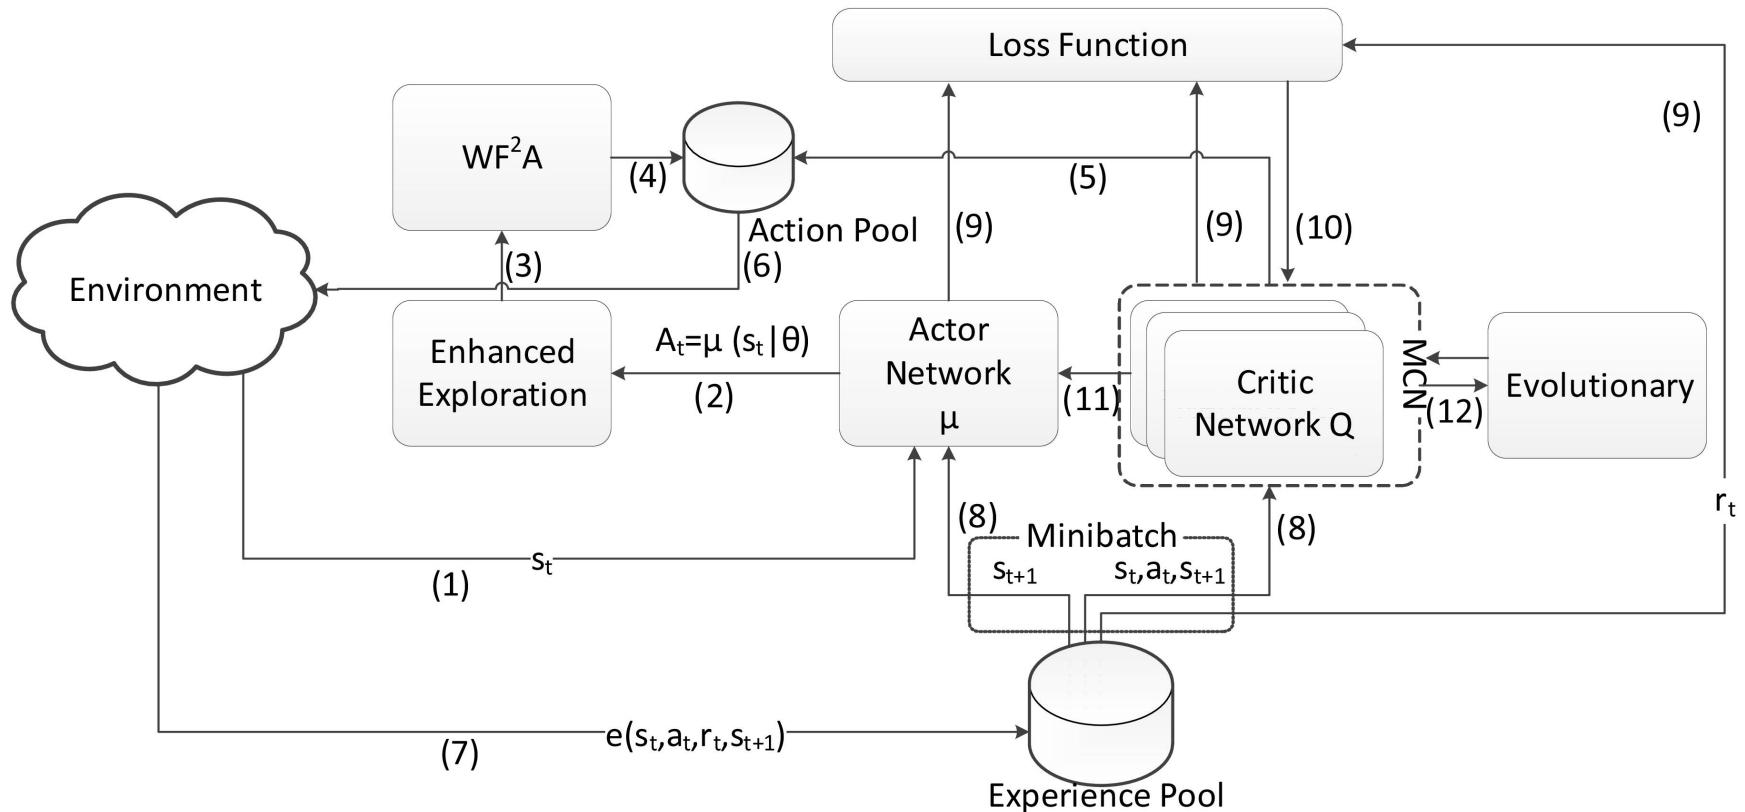 Loss Function
(9)
WF²A
(4)
(5)
Action Pool
(9)
(9)
(10)
(3)
(6)
Environment
Enhanced
Exploration
Aₜ=μ (sₜ|θ)
(2)
Actor
Network
μ
(11)
Critic
Network Q
MCN
(12)
Evolutionary
rₜ
(8)
(8)
Minibatch
sₜ₊₁
sₜ,aₜ,sₜ₊₁
sₜ
(1)
e(sₜ,aₜ,rₜ,sₜ₊₁)
(7)
Experience Pool